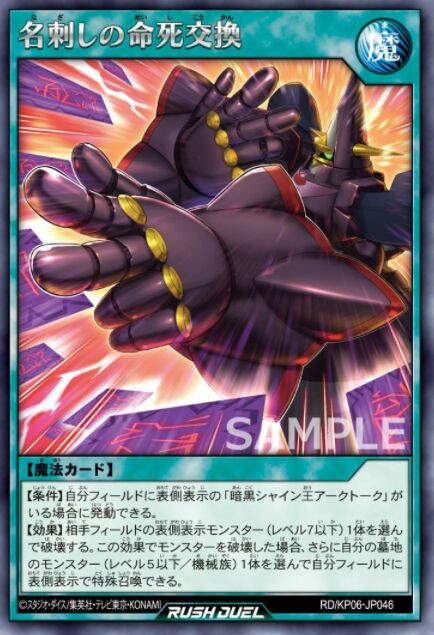 名刺しの命死交換
魔
SAMPLE
【魔法カード】
【条件】自分フィールドに表側表示の「暗黒シャイン王アークトーク」が
いる場合に発動できる。
【効果】相手フィールドの表側表示モンスター(レベル7以下)1体を選ん
で破壊する。この効果でモンスターを破壊した場合、さらに自分の墓地
のモンスター(レベル5以下/機械族)1体を選んで自分フィールドに
表側表示で特殊召喚できる。
©スタジオ・ダイス/集英社・テレビ東京・KONAMI
RUSH DUEL
RD/KP06-JP046